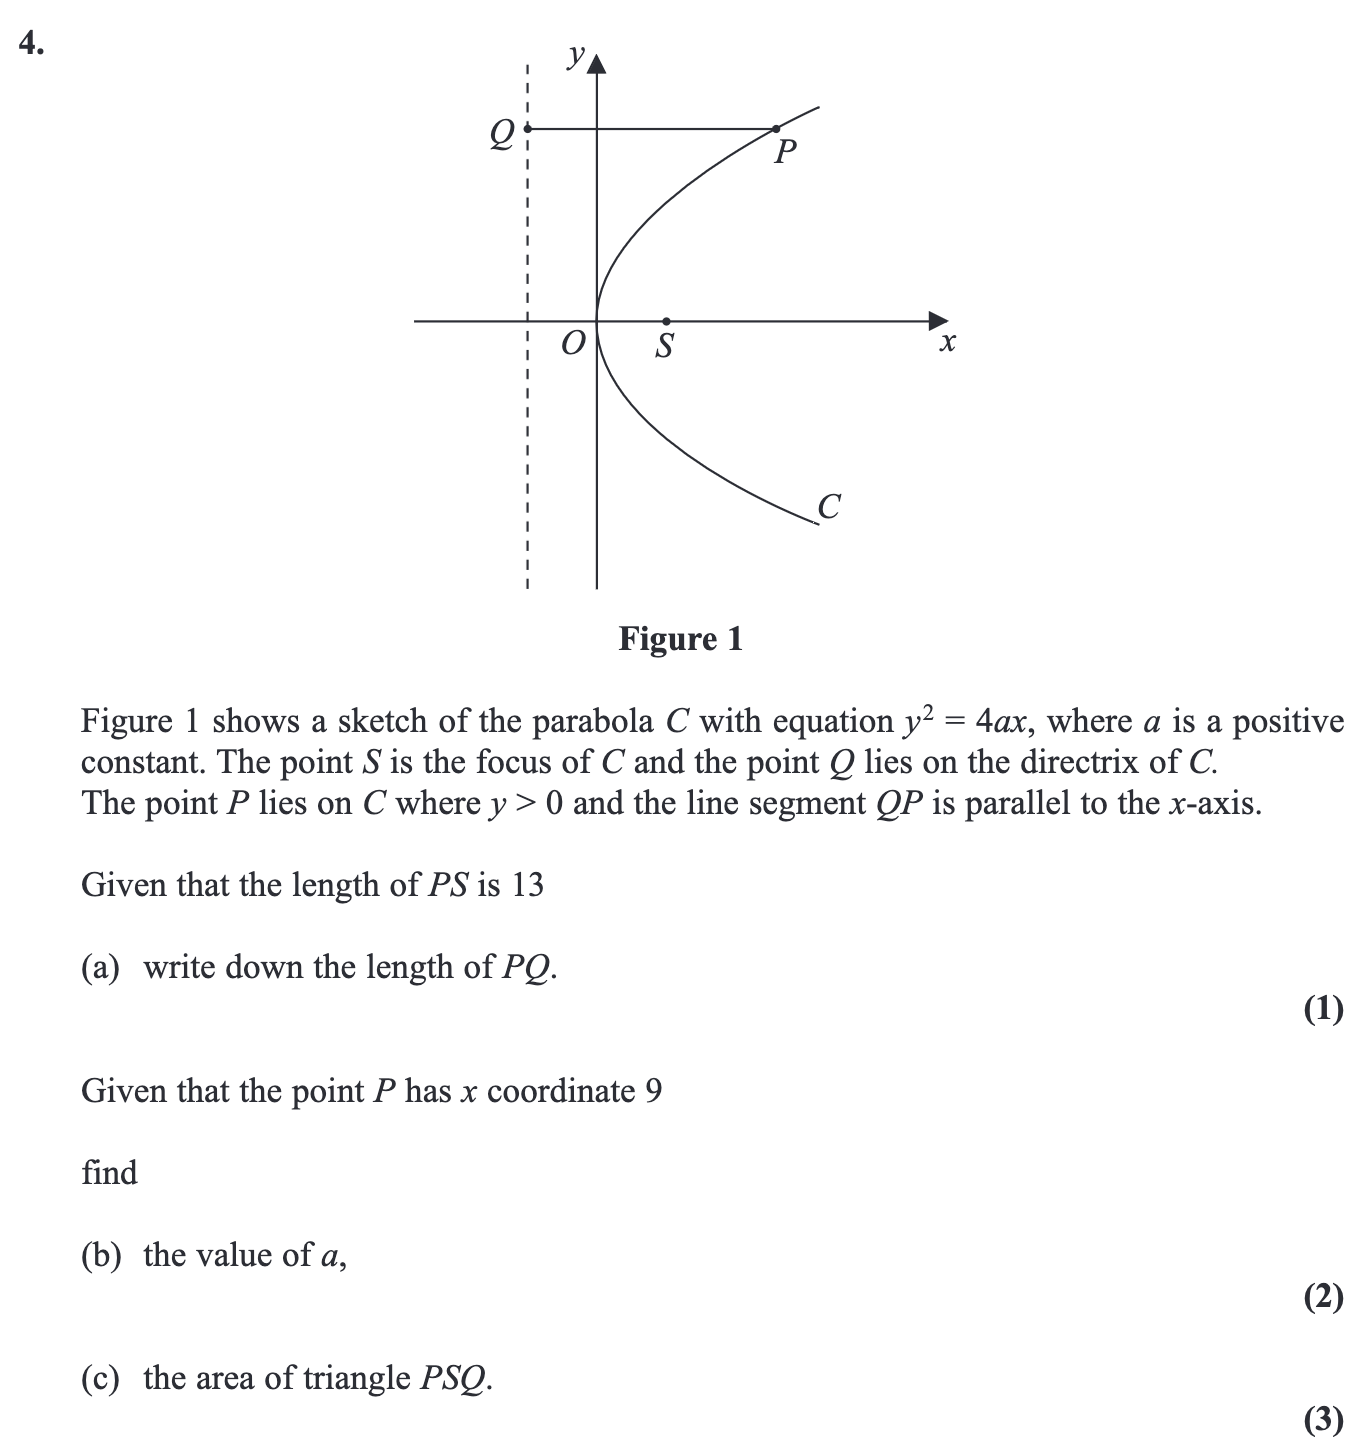 4.
y
Q
P
O
S
x
C
Figure 1
Figure 1 shows a sketch of the parabola C with equation y² = 4ax, where a is a positive
constant. The point S is the focus of C and the point Q lies on the directrix of C.
The point P lies on C where y > 0 and the line segment QP is parallel to the x-axis.
Given that the length of PS is 13
(a) write down the length of PQ.
(1)
Given that the point P has x coordinate 9
find
(b) the value of a,
(2)
(c) the area of triangle PSQ.
(3)